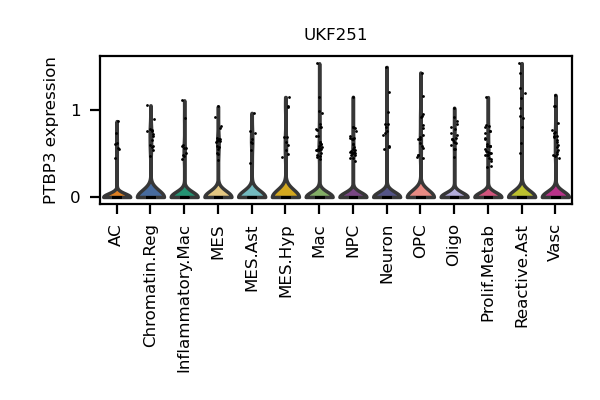 UKF251
PTBP3 expression
1
0
AC
Chromatin.Reg
Inflammatory.Mac
MES
MES.Ast
MES.Hyp
Mac
NPC
Neuron
OPC
Oligo
Prolif.Metab
Reactive.Ast
Vasc